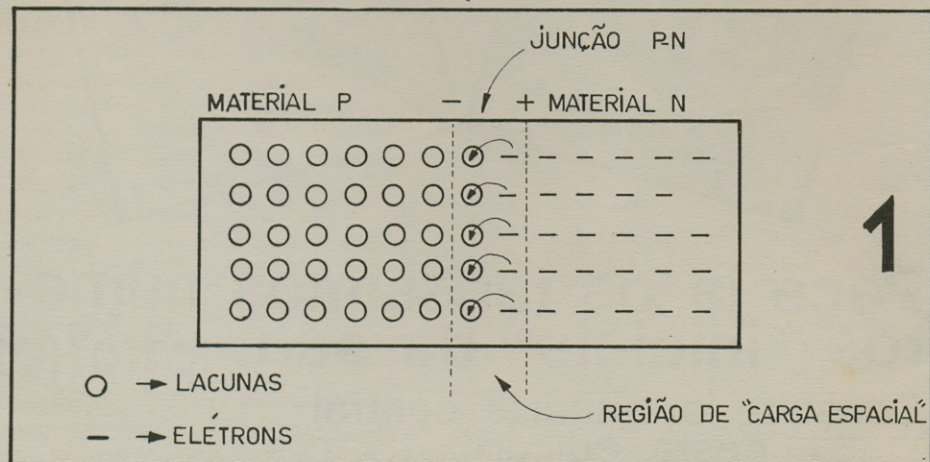 JUNÇÃO P-N
MATERIAL P - + MATERIAL N
1
LACUNAS
ELÉTRONS
REGIÃO DE "CARGA ESPACIAL"